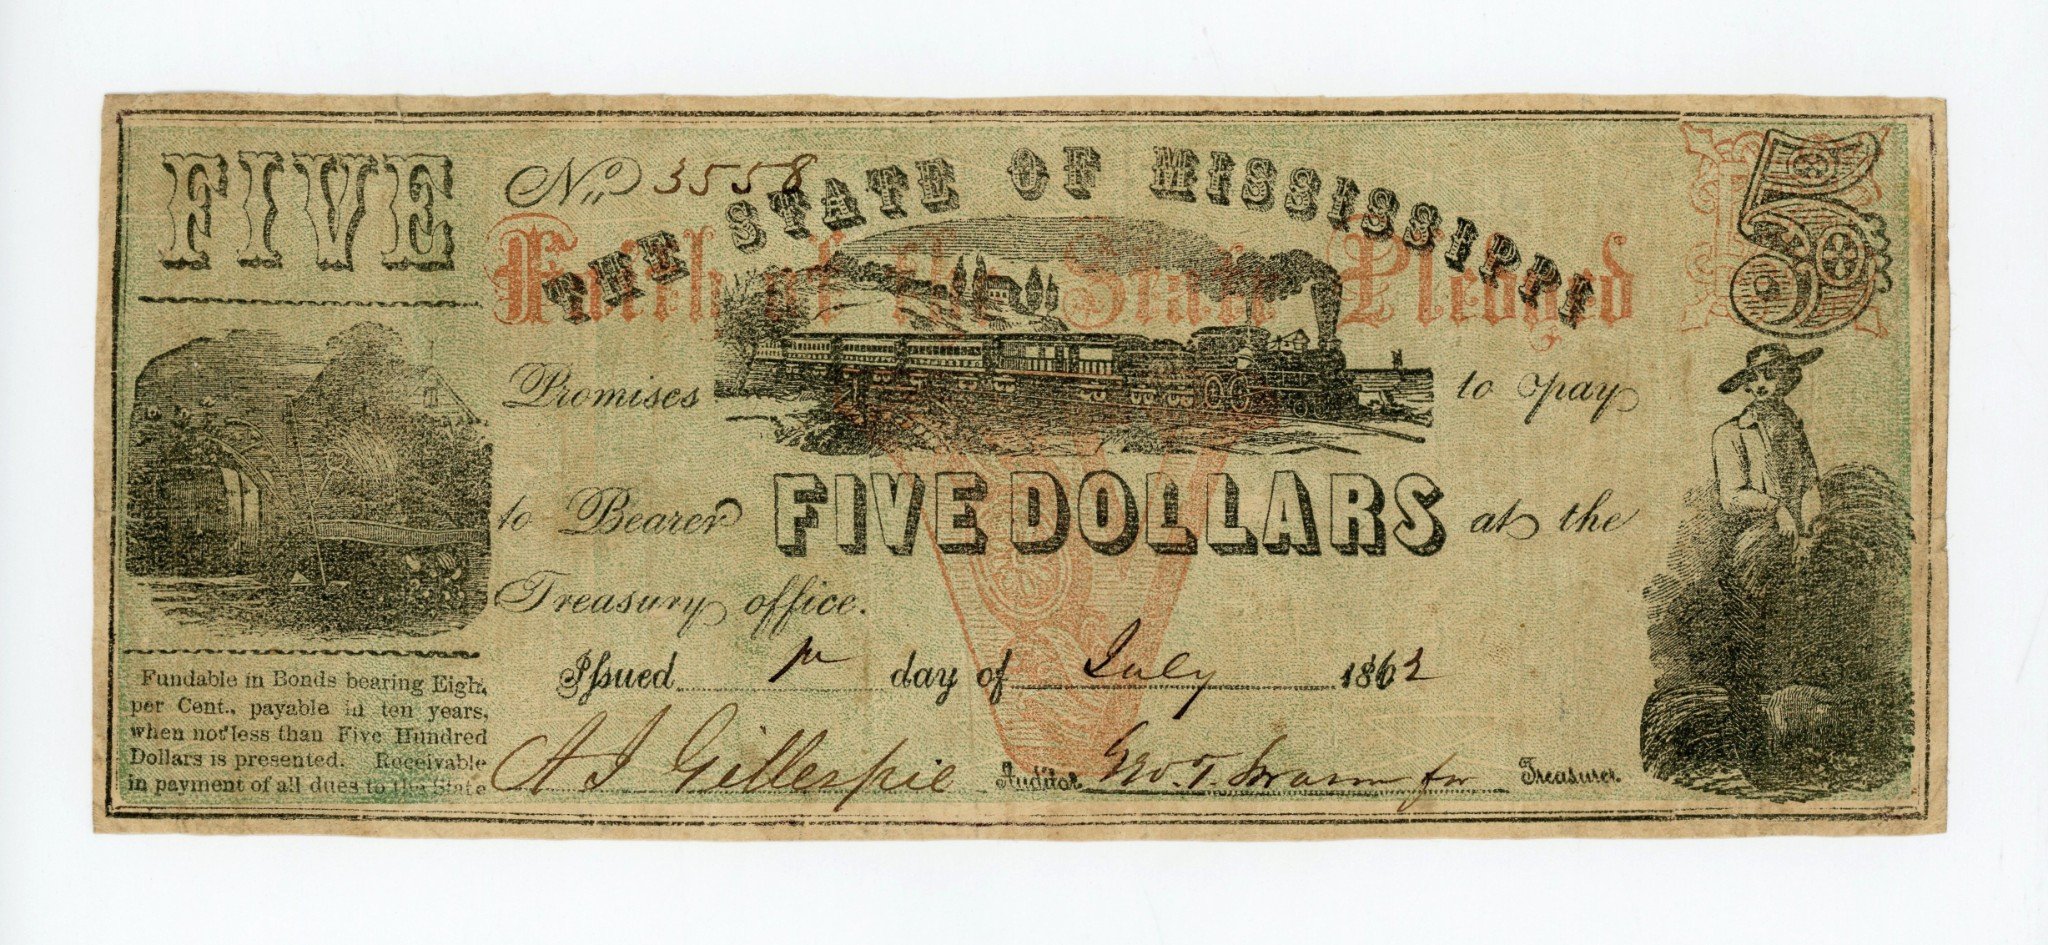 FIVE
No 3558
THE STATE OF MISSISSIPPI
5
Faith of the State Pledged
Promises to pay
to Bearer FIVE DOLLARS at the
Treasury office.
Issued day of July 1862
A J Gillespie Auditor Geo. T. Swann for Treasurer.
Fundable in Bonds bearing Eight
per Cent., payable in ten years,
when not less than Five Hundred
Dollars is presented. Receivable
in payment of all dues to the State
V